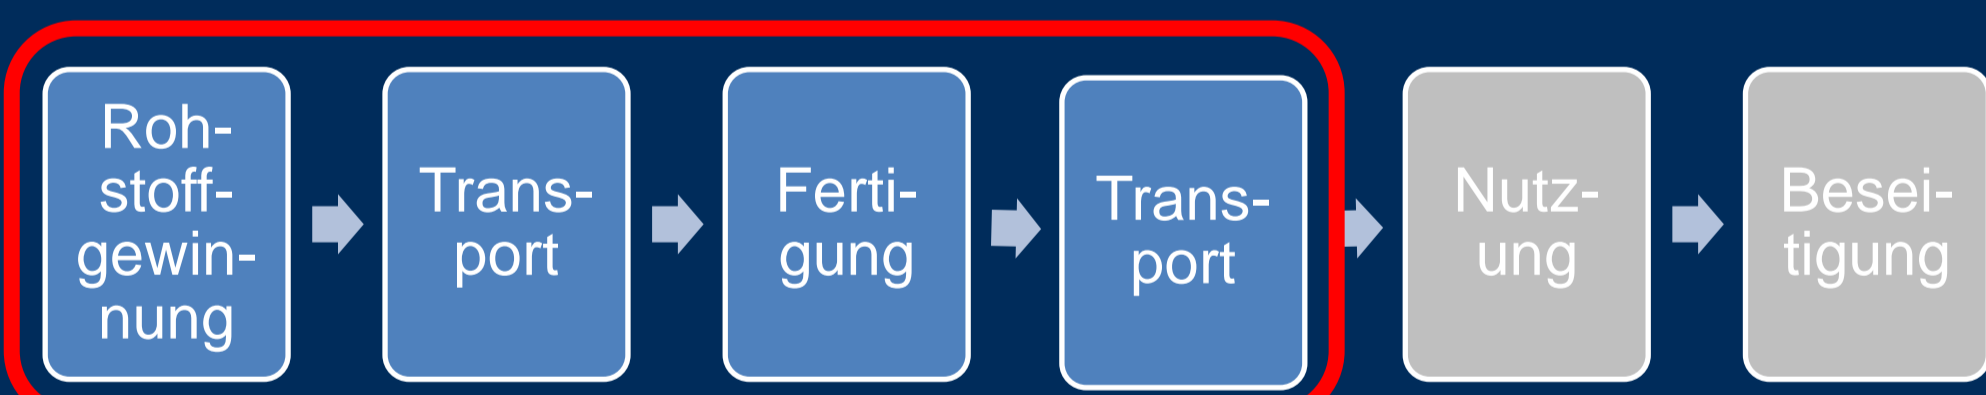 Roh-
stoff-
gewin-
nung
Trans-
port
Ferti-
gung
Trans-
port
Nutz-
ung
Besei-
tigung